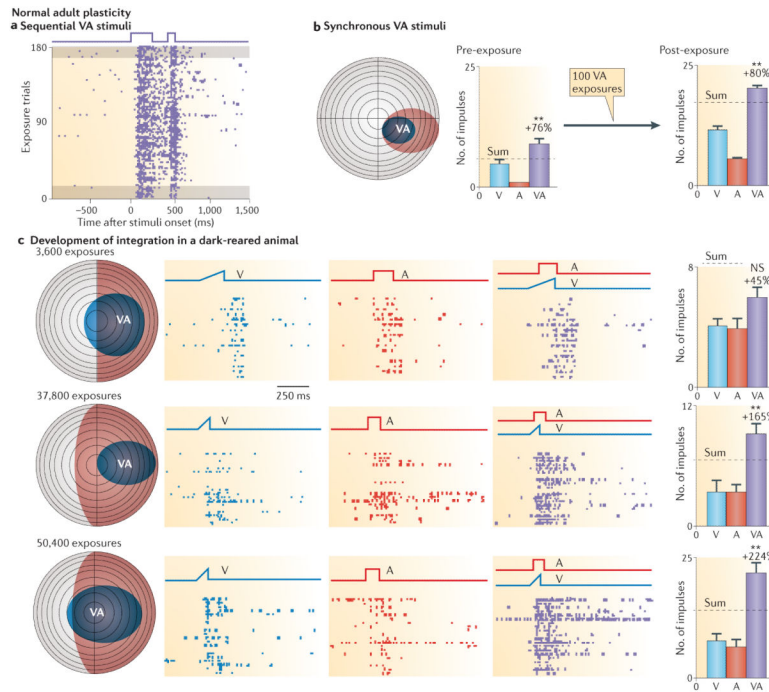 Normal adult plasticity
a Sequential VA stimuli
180
90
0
Exposure trials
−500 0 500 1,000 1,500
Time after stimuli onset (ms)
b Synchronous VA stimuli
VA
Pre-exposure
25
No. of impulses
Sum
**
+76%
0
V A VA
100 VA
exposures
Post-exposure
25
No. of impulses
Sum
**
+80%
0
V A VA
c Development of integration in a dark-reared animal
3,600 exposures
VA
V
A
A
V
250 ms
Sum
8
No. of impulses
NS
+45%
0
V A VA
37,800 exposures
VA
V
A
A
V
12
No. of impulses
Sum
**
+165%
0
V A VA
50,400 exposures
VA
V
A
A
V
25
No. of impulses
Sum
**
+224%
0
V A VA